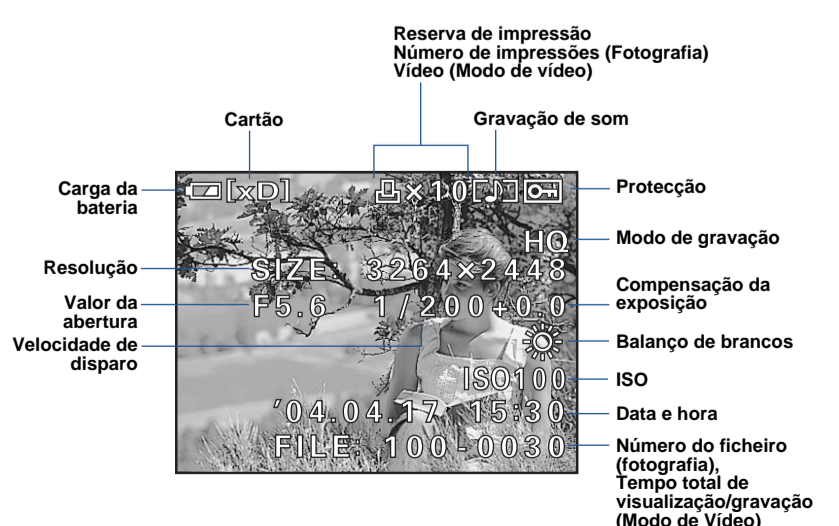 Reserva de impressão
Número de impressões (Fotografia)
Vídeo (Modo de vídeo)
Cartão
Gravação de som
Carga da
bateria
[xD]
×10[♪]
Protecção
HQ
Modo de gravação
Resolução
SIZE: 3264×2448
Valor da
abertura
F5.6 1/200+0.0
Compensação da
exposição
Velocidade de
disparo
Balanço de brancos
ISO100
ISO
'04.04.17 15:30
Data e hora
FILE: 100-0030
Número do ficheiro
(fotografia),
Tempo total de
visualização/gravação
(Modo de Vídeo)